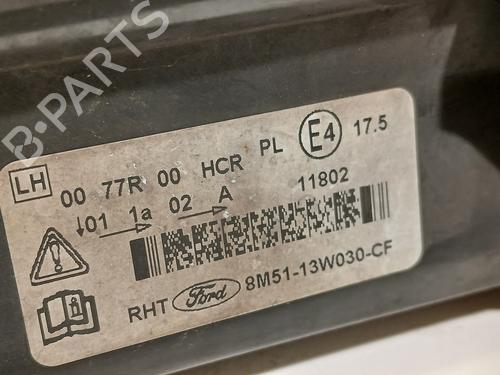 B-PARTS
LH 00 77R 00 HCR PL E4 17.5
↓01 1a 02 A 11802
→ →
RHT Ford 8M51-13W030-CF